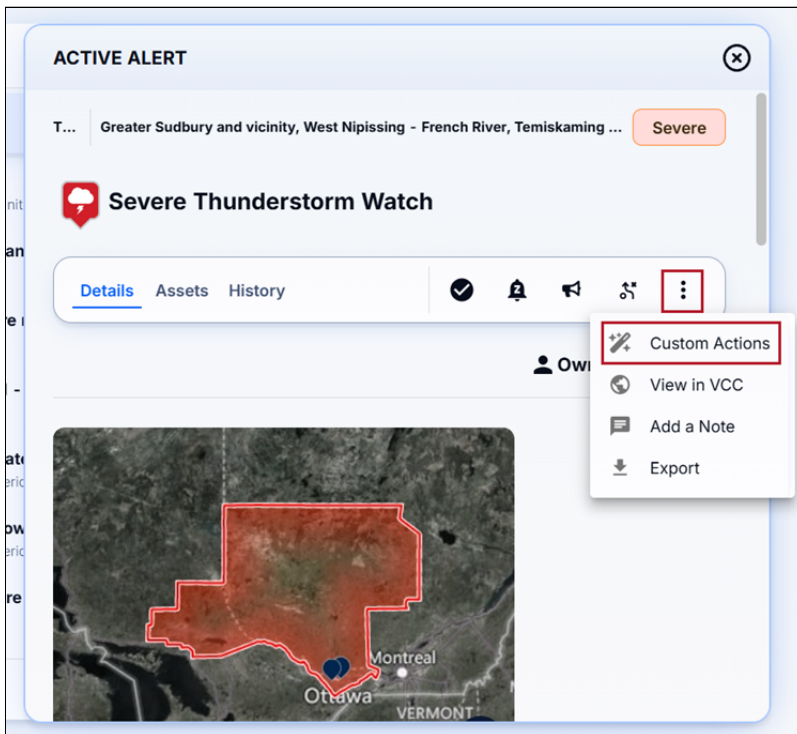 ACTIVE ALERT
T... Greater Sudbury and vicinity, West Nipissing - French River, Temiskaming ... Severe
Severe Thunderstorm Watch
Details Assets History
Custom Actions
View in VCC
Add a Note
Export
Montreal
Ottawa
VERMONT